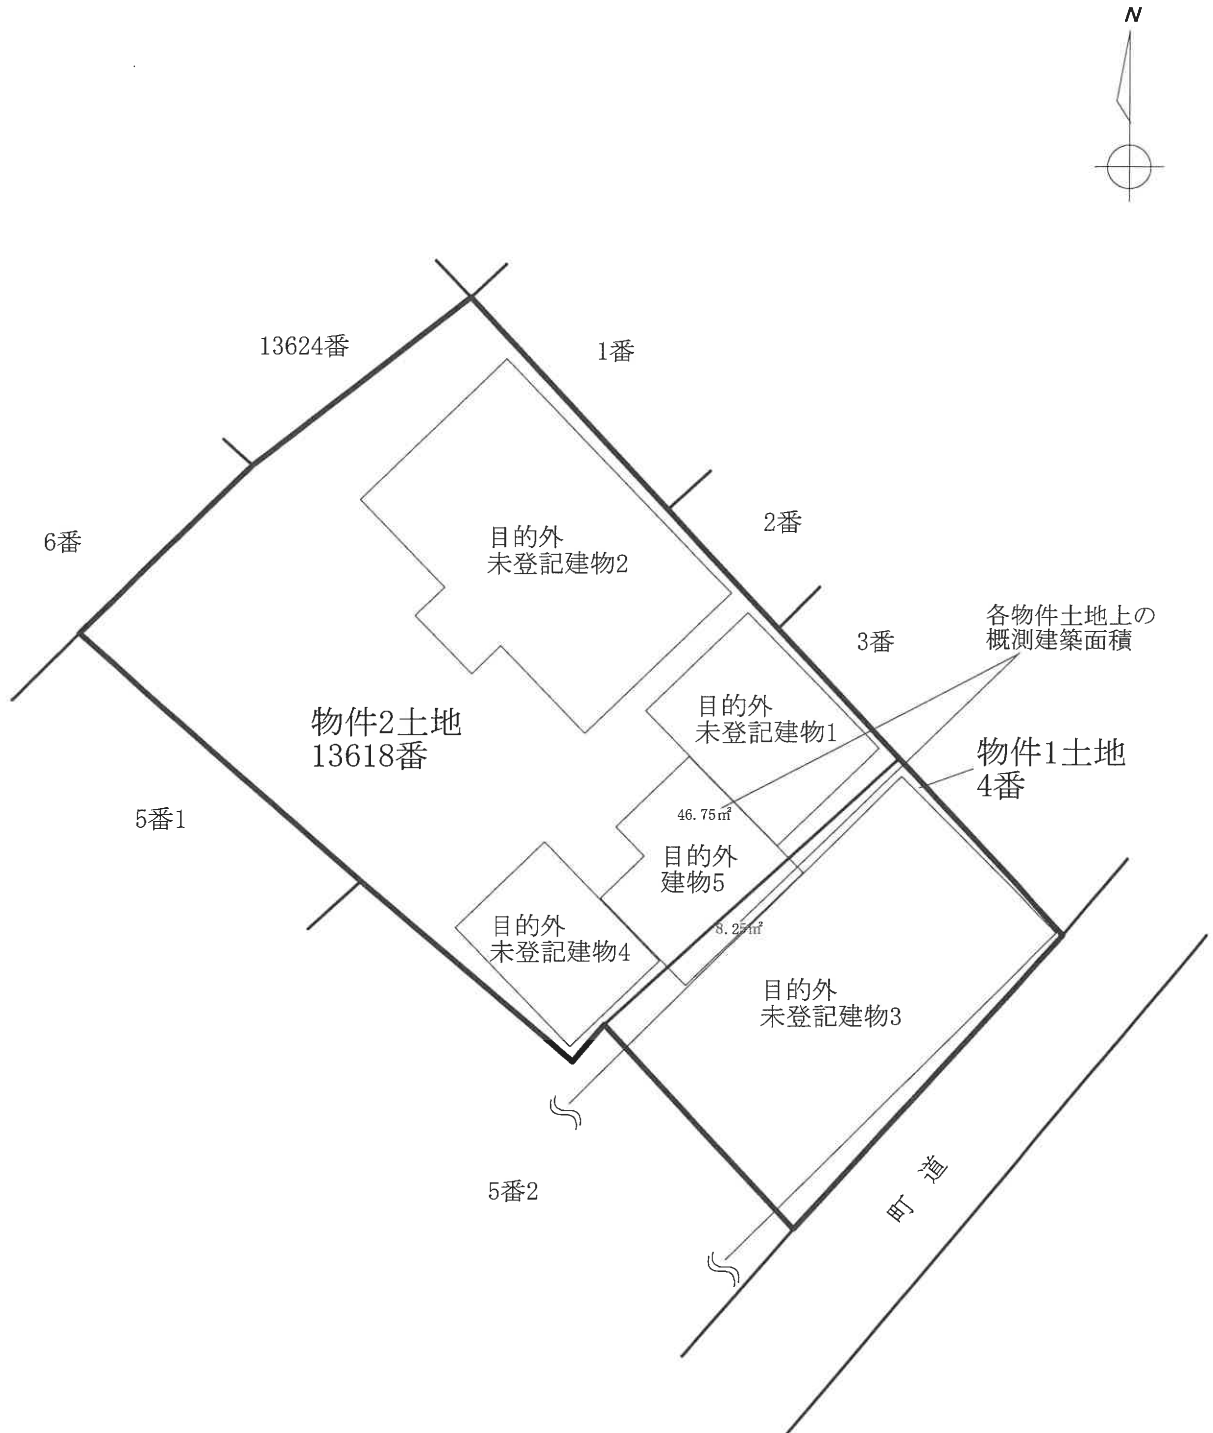 N
13624番
1番
2番
6番
目的外
未登記建物2
各物件土地上の
概測建築面積
3番
目的外
未登記建物1
物件2土地
13618番
物件1土地
4番
5番1
46.75㎡
目的外
建物5
目的外
未登記建物4
8.25㎡
目的外
未登記建物3
5番2
町道